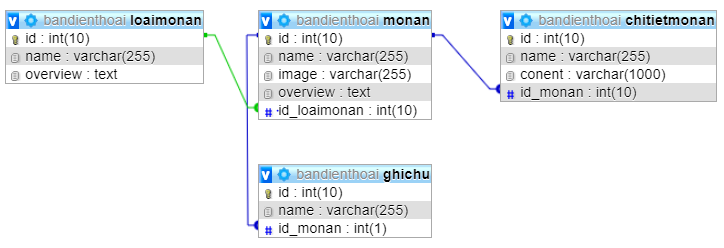 bandienthoai loaimonan
id : int(10)
name : varchar(255)
overview : text
bandienthoai monan
id : int(10)
name : varchar(255)
image : varchar(255)
overview : text
id_loaimonan : int(10)
bandienthoai chitietmonan
id : int(10)
name : varchar(255)
conent : varchar(1000)
id_monan : int(10)
bandienthoai ghichu
id : int(10)
name : varchar(255)
id_monan : int(1)